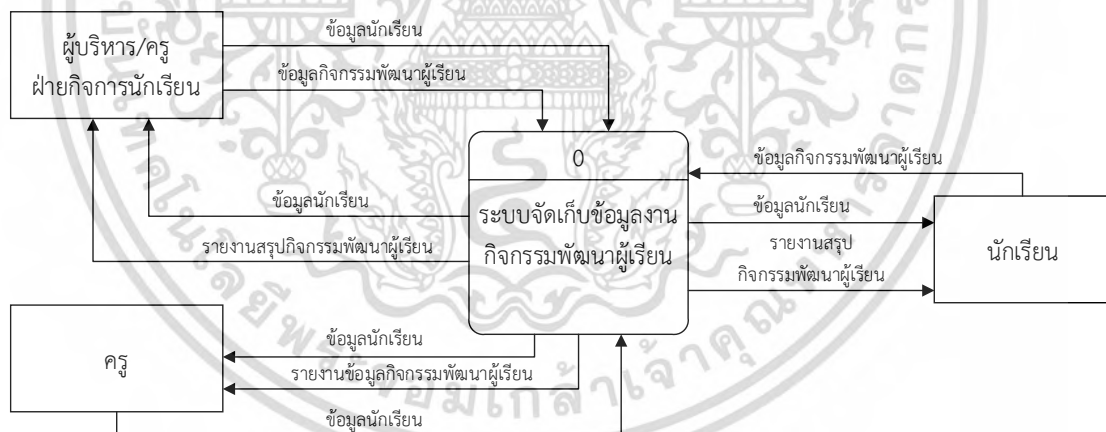 ผู้บริหาร/ครู
ฝ่ายกิจการนักเรียน
ข้อมูลนักเรียน
ข้อมูลกิจกรรมพัฒนาผู้เรียน
0
ระบบจัดเก็บข้อมูลงาน
กิจกรรมพัฒนาผู้เรียน
ข้อมูลนักเรียน
รายงานสรุปกิจกรรมพัฒนาผู้เรียน
ข้อมูลกิจกรรมพัฒนาผู้เรียน
ข้อมูลนักเรียน
รายงานสรุป
กิจกรรมพัฒนาผู้เรียน
นักเรียน
ครู
ข้อมูลนักเรียน
รายงานข้อมูลกิจกรรมพัฒนาผู้เรียน
ข้อมูลนักเรียน